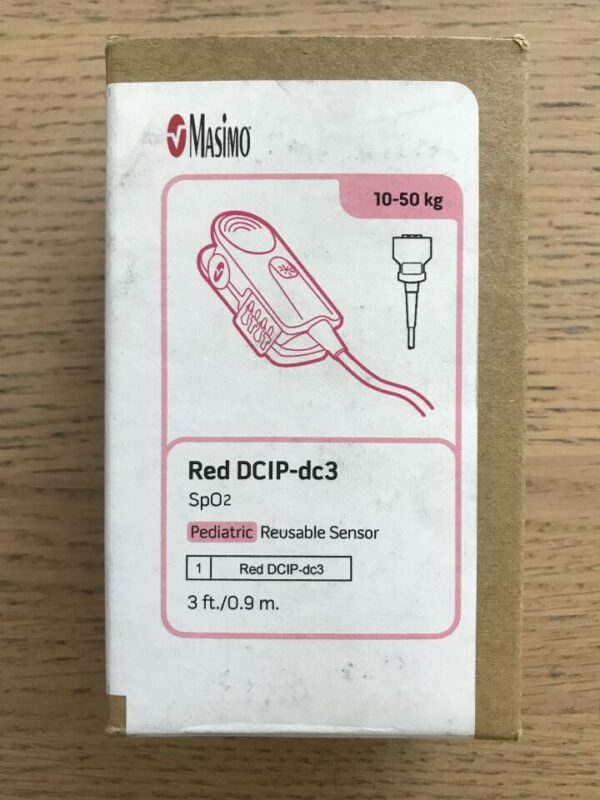 Masimo
10-50 kg
Red DCIP-dc3
SpO2
Pediatric Reusable Sensor
1 Red DCIP-dc3
3 ft./0.9 m.